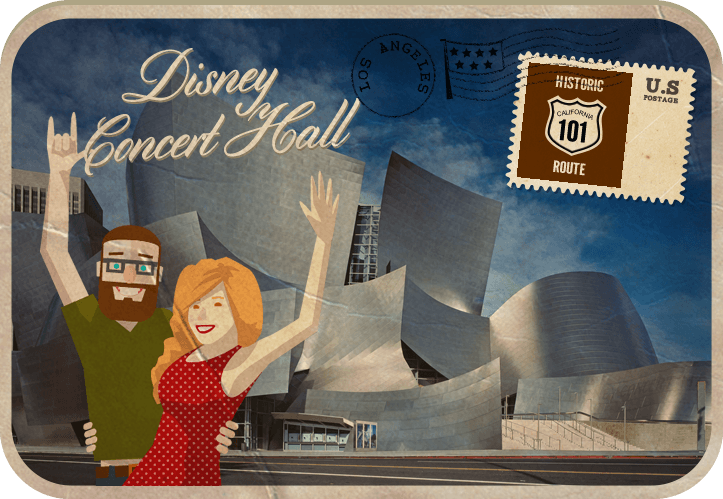 Disney
Concert Hall
LOS ANGELES
HISTORIC
CALIFORNIA
101
ROUTE
U.S
POSTAGE